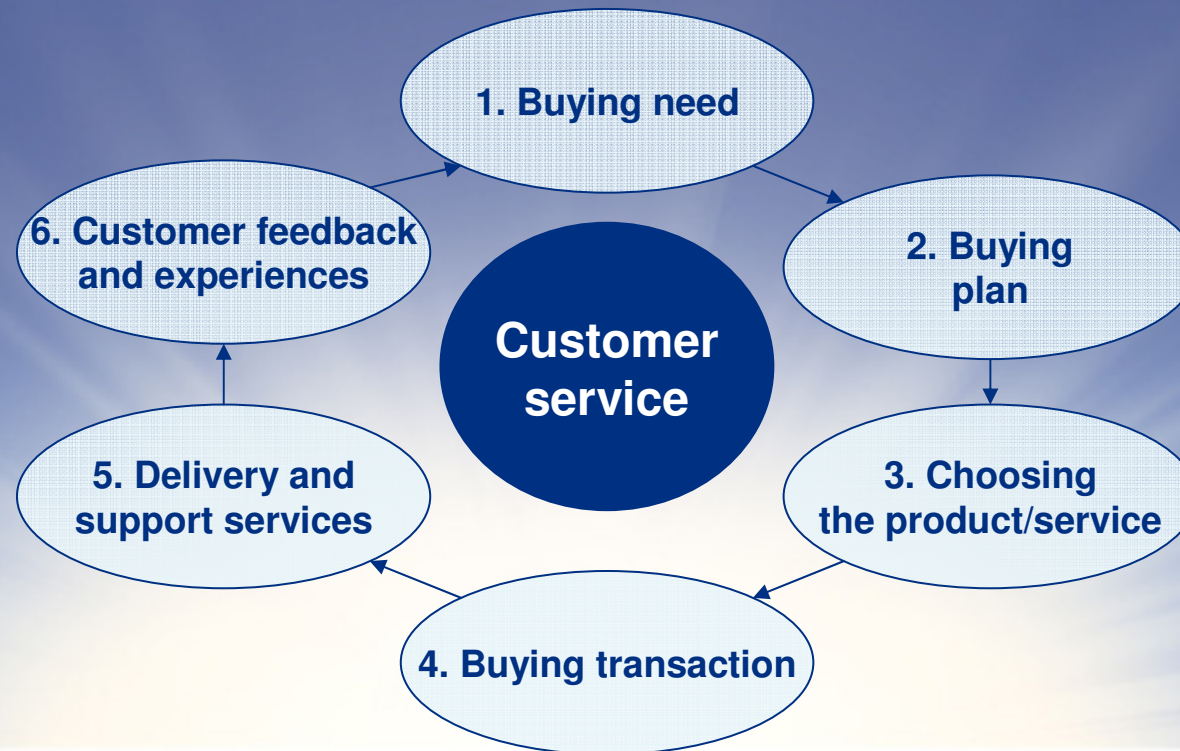 1. Buying need
2. Buying
plan
3. Choosing
the product/service
4. Buying transaction
5. Delivery and
support services
6. Customer feedback
and experiences
Customer
service